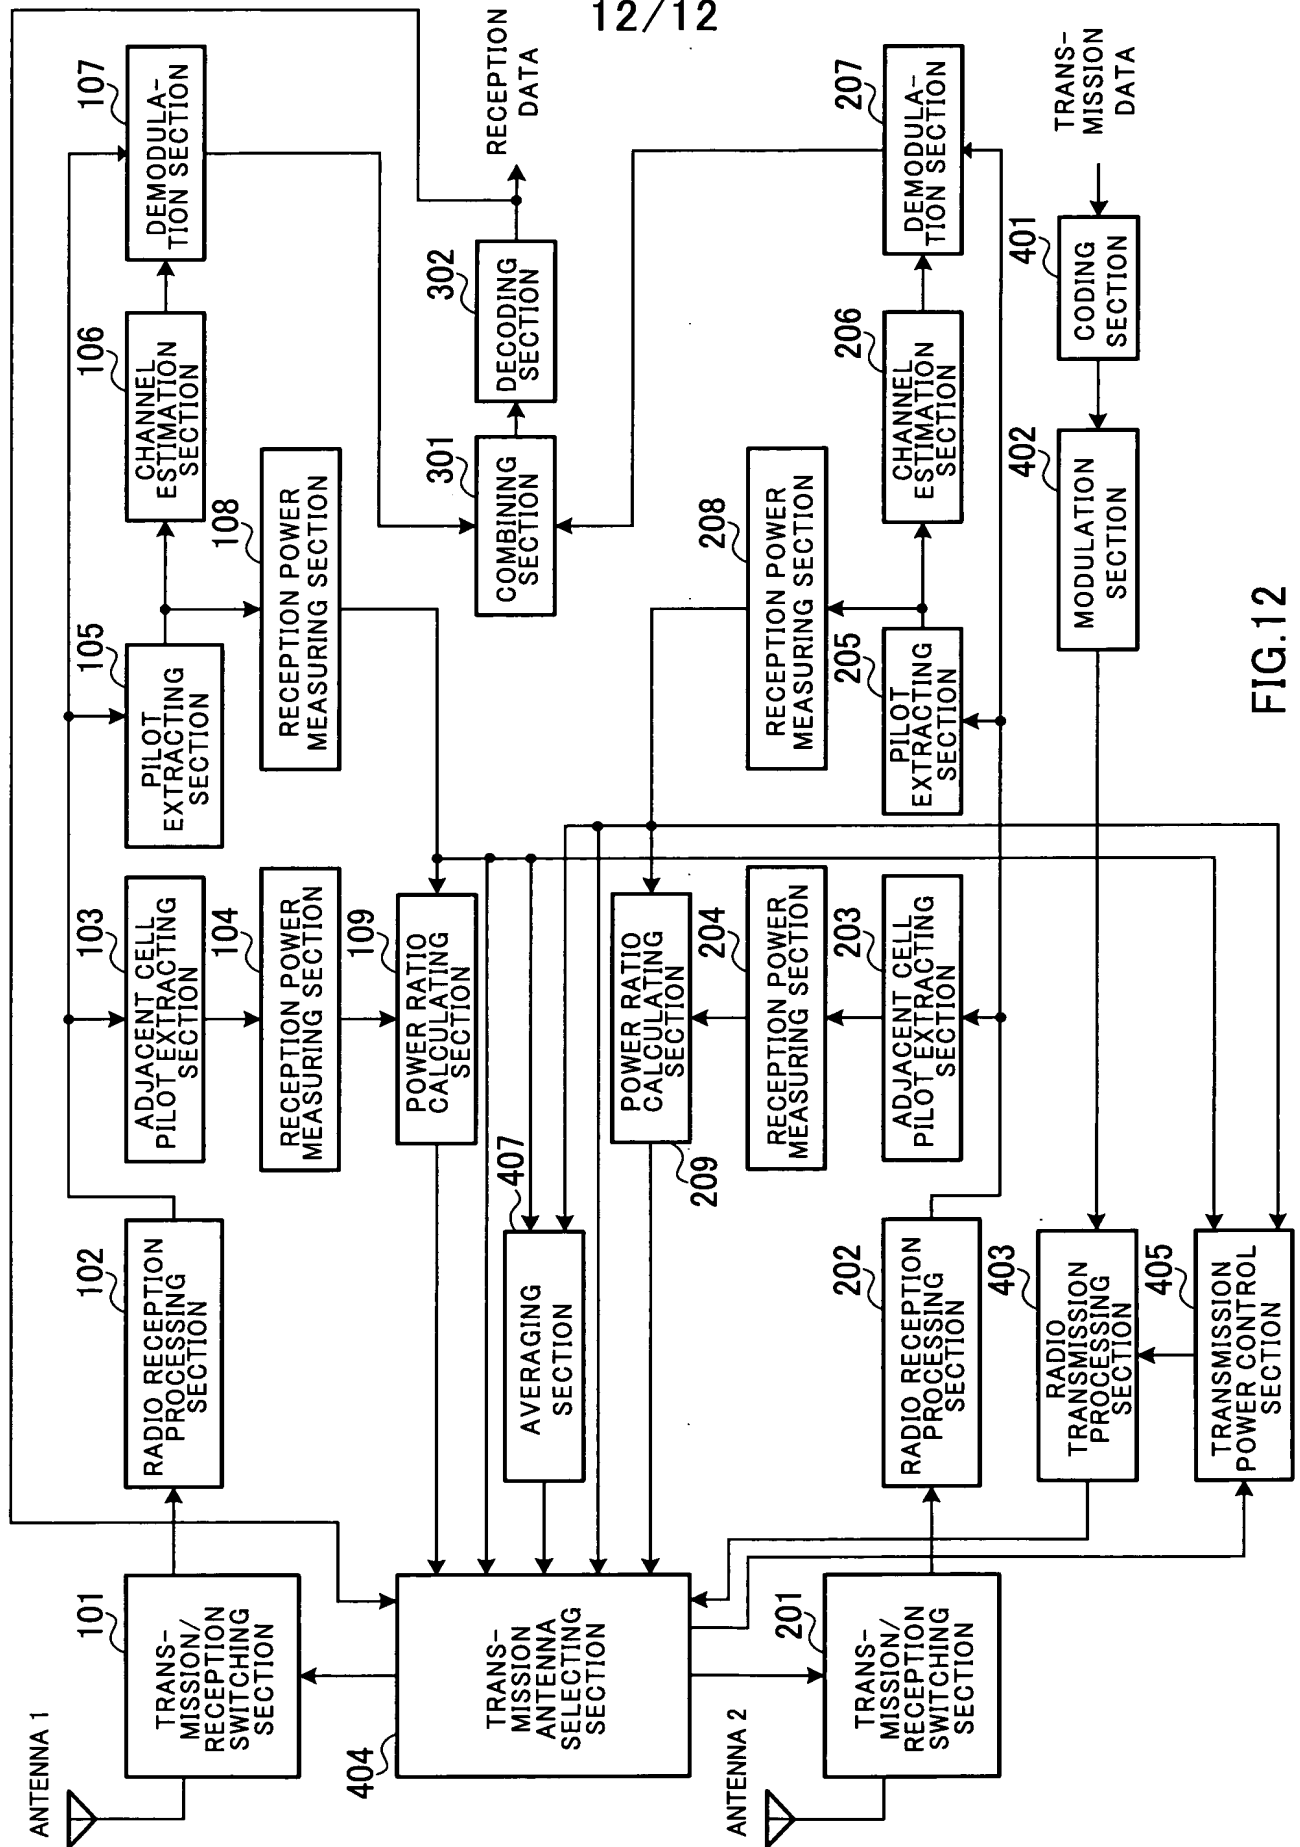 12/12
ANTENNA 1
101
TRANS-
MISSION/
RECEPTION
SWITCHING
SECTION
102
RADIO RECEPTION
PROCESSING
SECTION
103
ADJACENT CELL
PILOT EXTRACTING
SECTION
104
RECEPTION POWER
MEASURING SECTION
109
POWER RATIO
CALCULATING
SECTION
105
PILOT
EXTRACTING
SECTION
108
RECEPTION POWER
MEASURING SECTION
106
CHANNEL
ESTIMATION
SECTION
107
DEMODULA-
TION SECTION
301
COMBINING
SECTION
302
DECODING
SECTION
RECEPTION
DATA
404
TRANS-
MISSION
ANTENNA
SELECTING
SECTION
407
AVERAGING
SECTION
ANTENNA 2
201
TRANS-
MISSION/
RECEPTION
SWITCHING
SECTION
202
RADIO RECEPTION
PROCESSING
SECTION
209
POWER RATIO
CALCULATING
SECTION
204
RECEPTION POWER
MEASURING SECTION
203
ADJACENT CELL
PILOT EXTRACTING
SECTION
208
RECEPTION POWER
MEASURING SECTION
205
PILOT
EXTRACTING
SECTION
206
CHANNEL
ESTIMATION
SECTION
207
DEMODULA-
TION SECTION
403
RADIO
TRANSMISSION
PROCESSING
SECTION
405
TRANSMISSION
POWER CONTROL
SECTION
402
MODULATION
SECTION
401
CODING
SECTION
TRANS-
MISSION
DATA
FIG.12